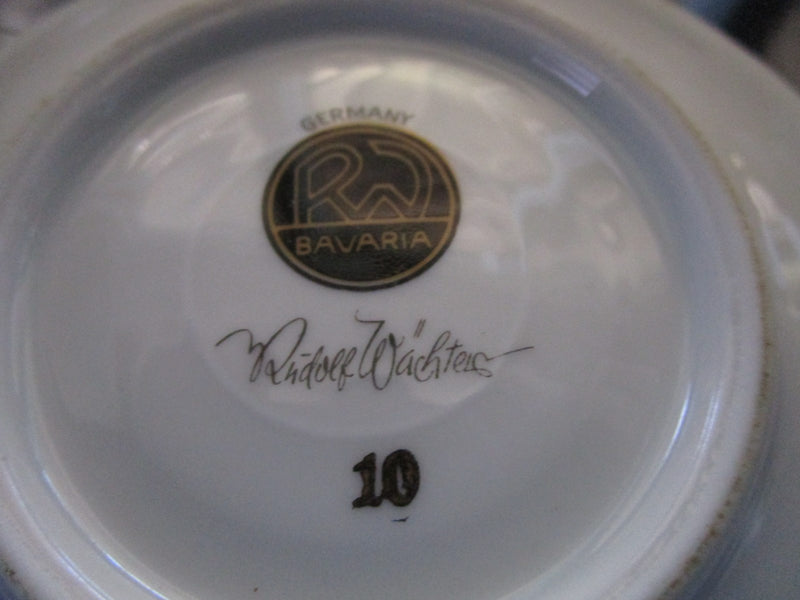 GERMANY
RW
BAVARIA
Rudolf Wächter
10